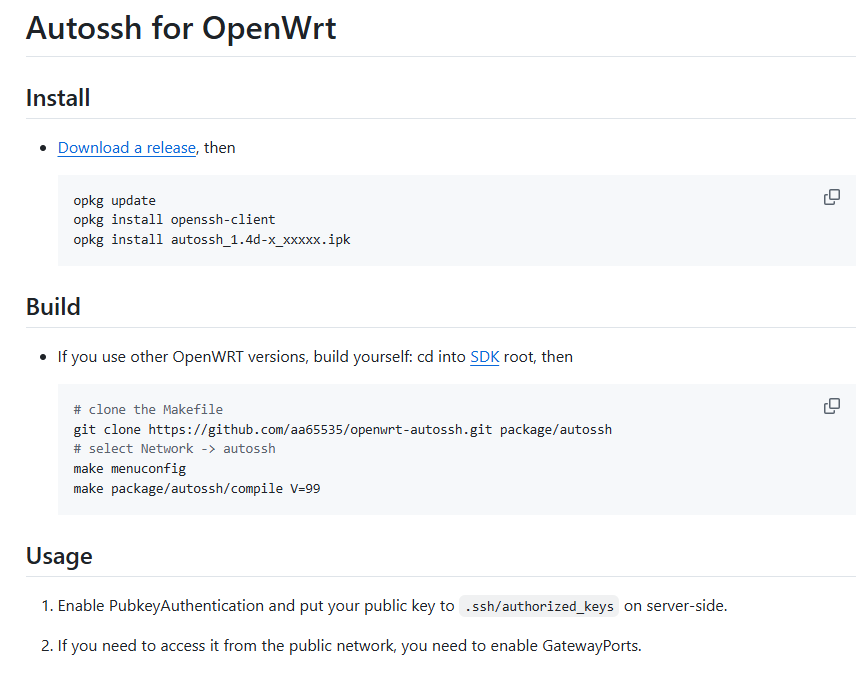 Autossh for OpenWrt
Install
• Download a release, then
opkg update
opkg install openssh-client
opkg install autossh_1.4d-x_xxxxx.ipk
Build
• If you use other OpenWRT versions, build yourself: cd into SDK root, then
# clone the Makefile
git clone https://github.com/aa65535/openwrt-autossh.git package/autossh
# select Network -> autossh
make menuconfig
make package/autossh/compile V=99
Usage
1. Enable PubkeyAuthentication and put your public key to .ssh/authorized_keys on server-side.
2. If you need to access it from the public network, you need to enable GatewayPorts.